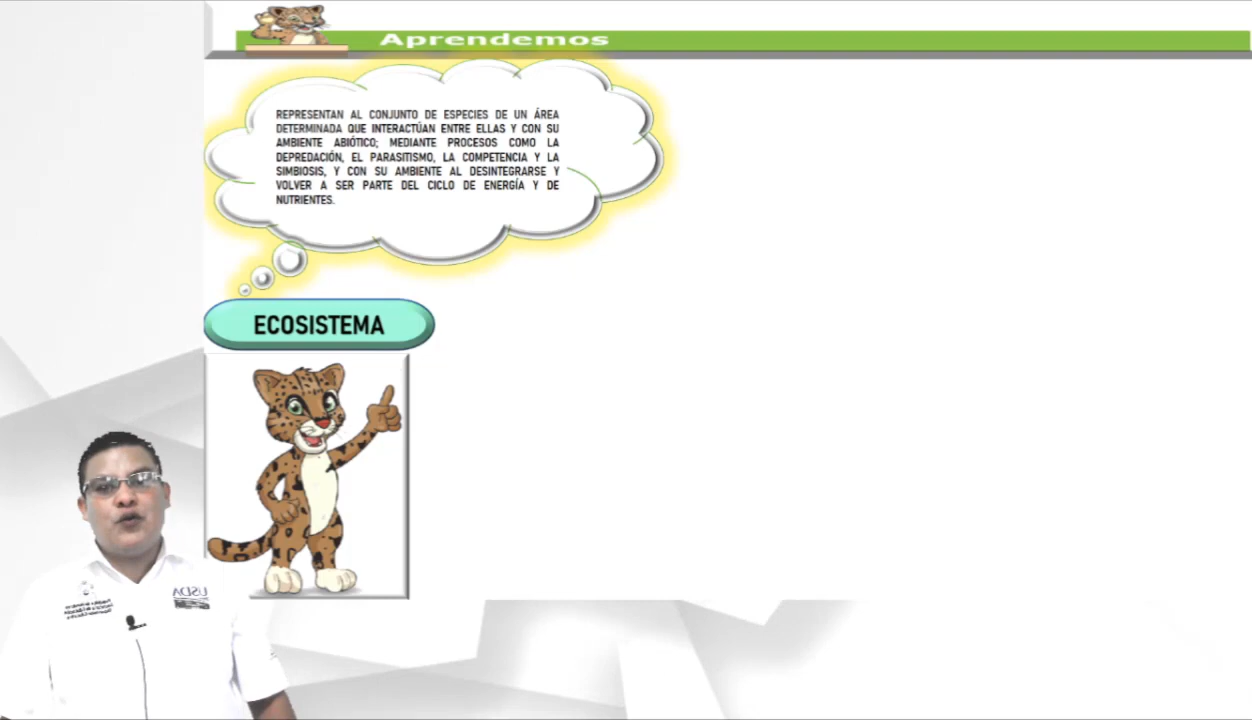 Aprendemos
REPRESENTAN AL CONJUNTO DE ESPECIES DE UN ÁREA
DETERMINADA QUE INTERACTÚAN ENTRE ELLAS Y CON SU
AMBIENTE ABIÓTICO; MEDIANTE PROCESOS COMO LA
DEPREDACIÓN, EL PARASITISMO, LA COMPETENCIA Y LA
SIMBIOSIS, Y CON SU AMBIENTE AL DESINTEGRARSE Y
VOLVER A SER PARTE DEL CICLO DE ENERGÍA Y DE
NUTRIENTES.
ECOSISTEMA
USDA